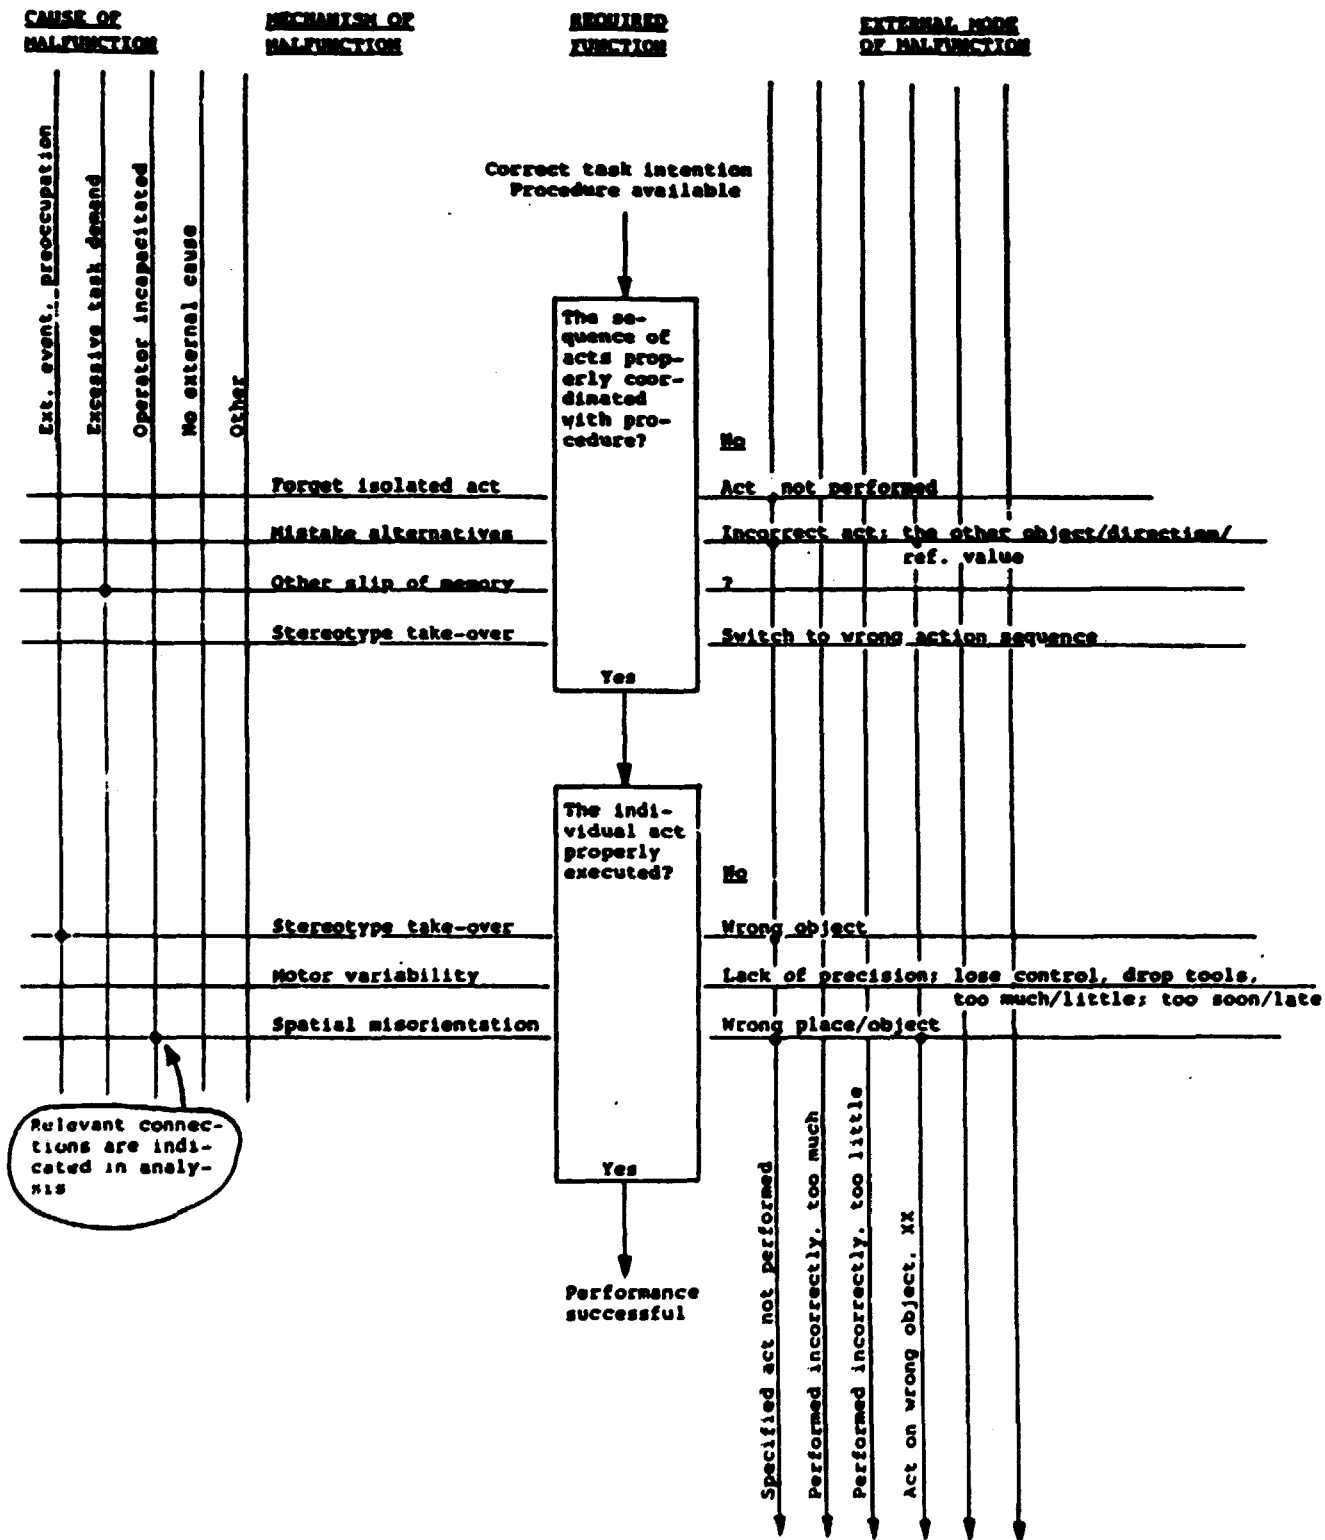 CAUSE OF
MALFUNCTION
MECHANISM OF
MALFUNCTION
REQUIRED
FUNCTION
EXTERNAL MODE
OF MALFUNCTION
Ext. event, preoccupation
Excessive task demand
Operator incapacitated
No external cause
Other
Correct task intention
Procedure available
The se-
quence of
acts prop-
erly coor-
dinated
with pro-
cedure?
No
Forget isolated act
Act not performed
Mistake alternatives
Incorrect act; the other object/direction/
ref. value
Other slip of memory
?
Stereotype take-over
Switch to wrong action sequence
Yes
The indi-
vidual act
properly
executed?
No
Stereotype take-over
Wrong object
Motor variability
Lack of precision; lose control, drop tools,
too much/little; too soon/late
Spatial misorientation
Wrong place/object
Relevant connec-
tions are indi-
cated in analy-
sis
Yes
Performance
successful
Specified act not performed
Performed incorrectly, too much
Performed incorrectly, too little
Act on wrong object, XX